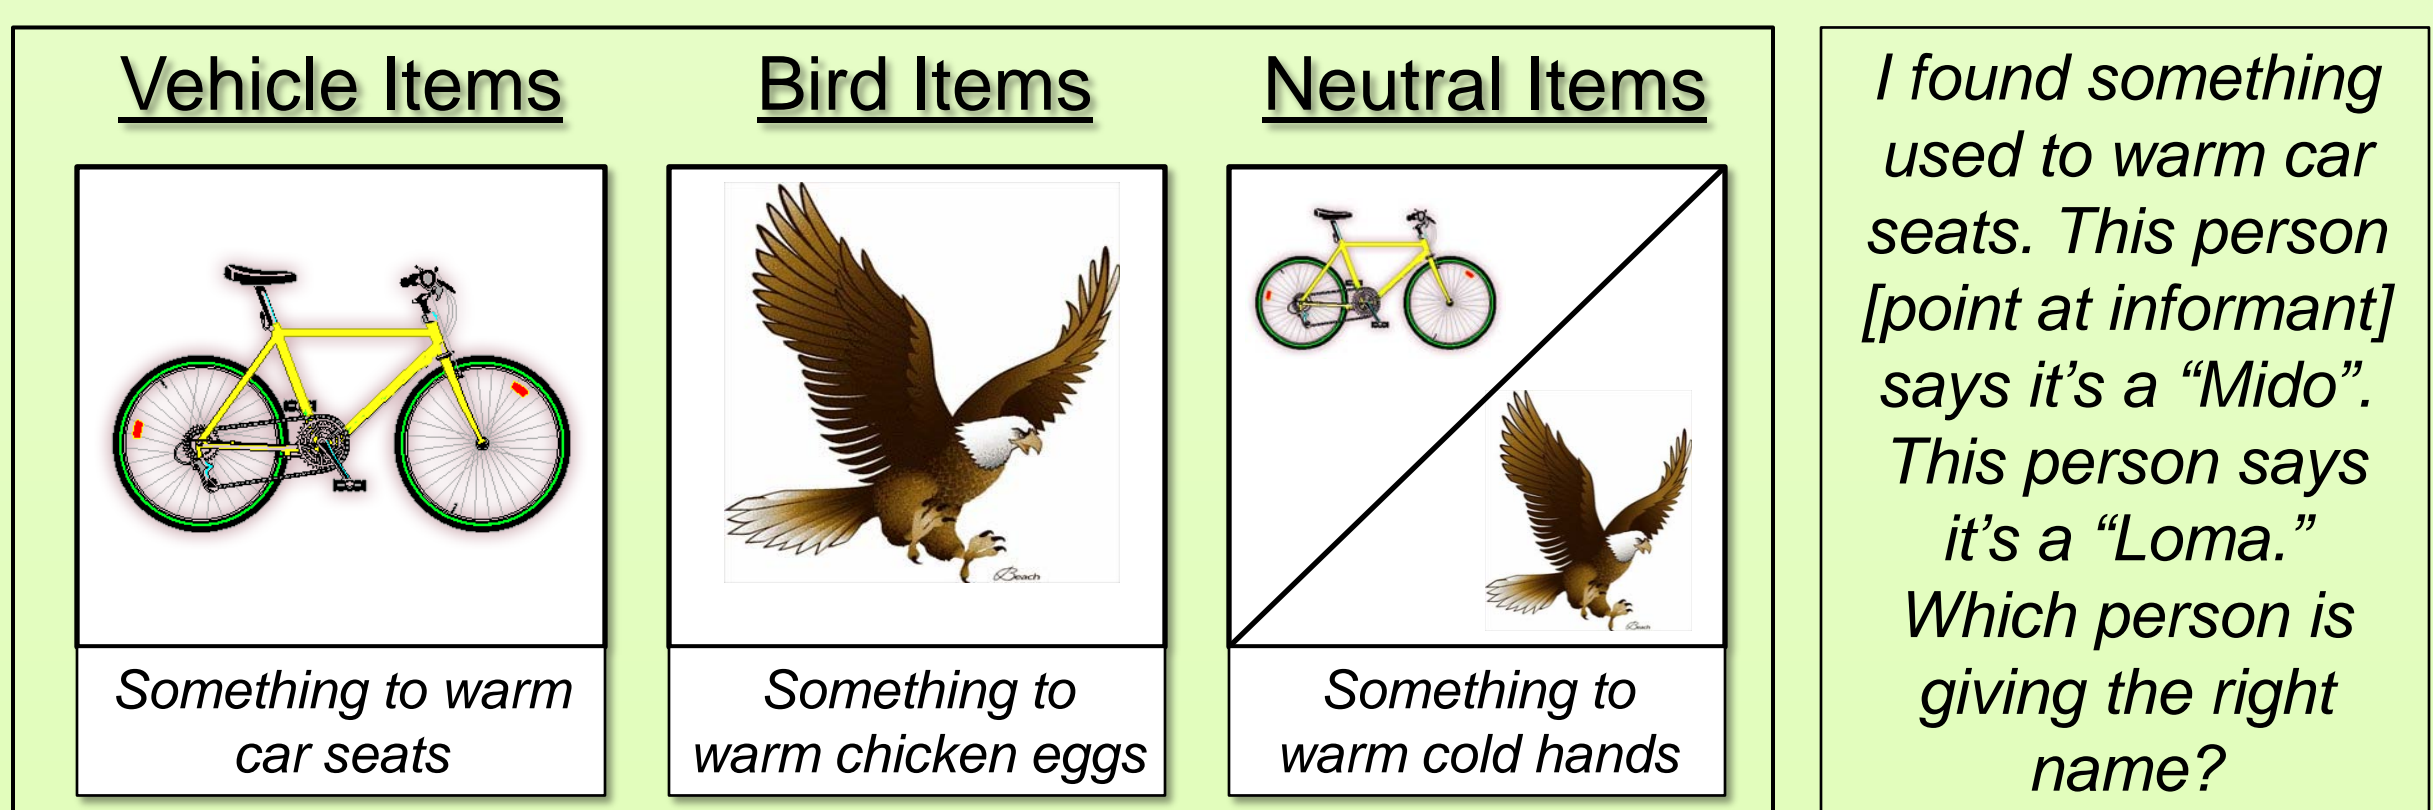 Vehicle Items
Bird Items
Neutral Items
Beach
Beach
Something to warm
car seats
Something to
warm chicken eggs
Something to
warm cold hands
I found something
used to warm car
seats. This person
[point at informant]
says it’s a “Mido”.
This person says
it’s a “Loma.”
Which person is
giving the right
name?